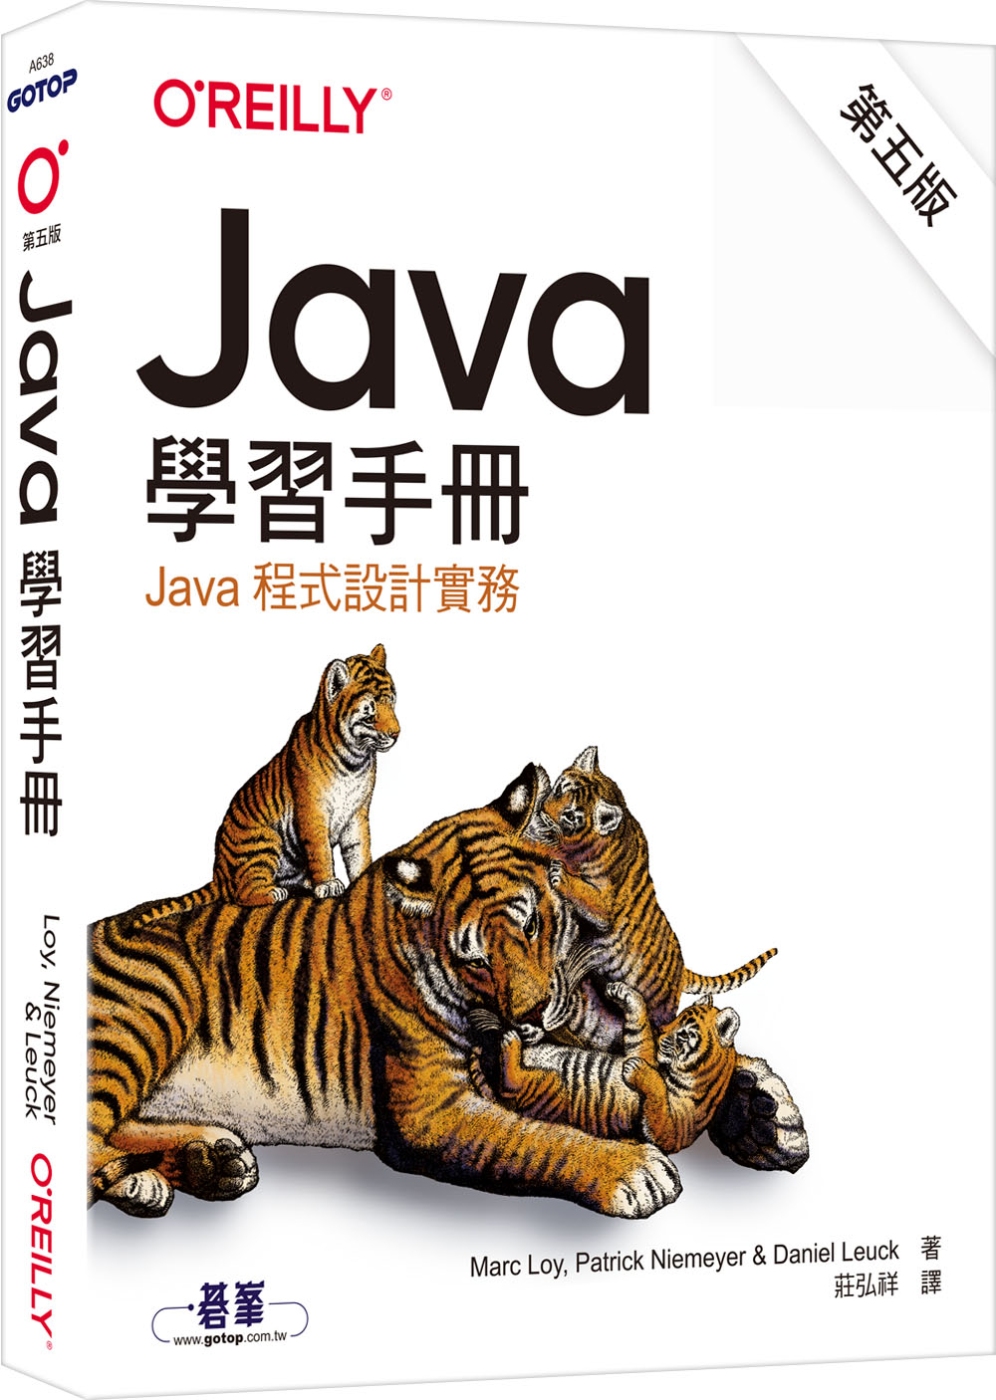 A638
GOTOP
第五版
Java 學習手冊
Loy, Niemeyer
& Leuck
O'REILLY®
O'REILLY®
第五版
Java
學習手冊
Java 程式設計實務
Marc Loy, Patrick Niemeyer & Daniel Leuck 著
莊弘祥 譯
碁峯
www.gotop.com.tw